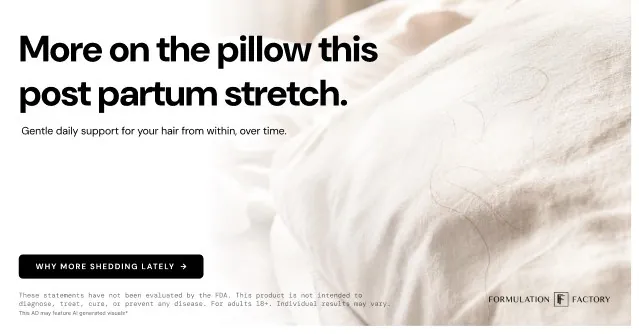 More on the pillow this
post partum stretch.
Gentle daily support for your hair from within, over time.
WHY MORE SHEDDING LATELY →
These statements have not been evaluated by the FDA. This product is not intended to
diagnose, treat, cure, or prevent any disease. For adults 18+. Individual results may vary.
This AD may feature AI generated visuals*
FORMULATION F FACTORY